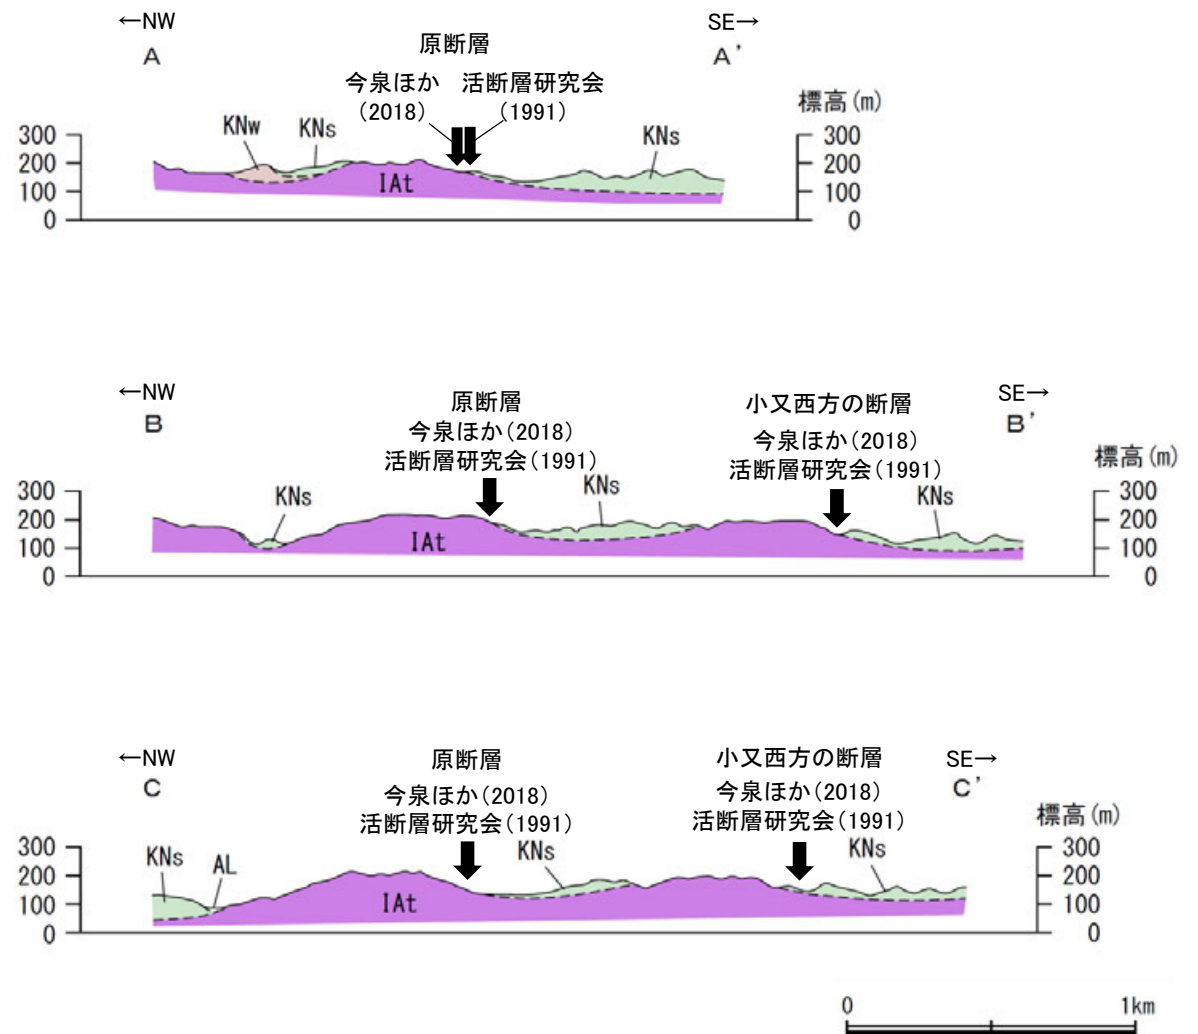 ←NW
SE→
A
A'
原断層
今泉ほか
(2018)
活断層研究会
(1991)
標高(m)
KNw
KNs
KNs
IAt
300
200
100
0
300
200
100
0
←NW
SE→
B
B'
原断層
今泉ほか(2018)
活断層研究会(1991)
小又西方の断層
今泉ほか(2018)
活断層研究会(1991)
標高(m)
KNs
KNs
KNs
IAt
300
200
100
0
300
200
100
0
←NW
SE→
C
C'
原断層
今泉ほか(2018)
活断層研究会(1991)
小又西方の断層
今泉ほか(2018)
活断層研究会(1991)
標高(m)
KNs
AL
KNs
KNs
IAt
300
200
100
0
300
200
100
0
0
1km